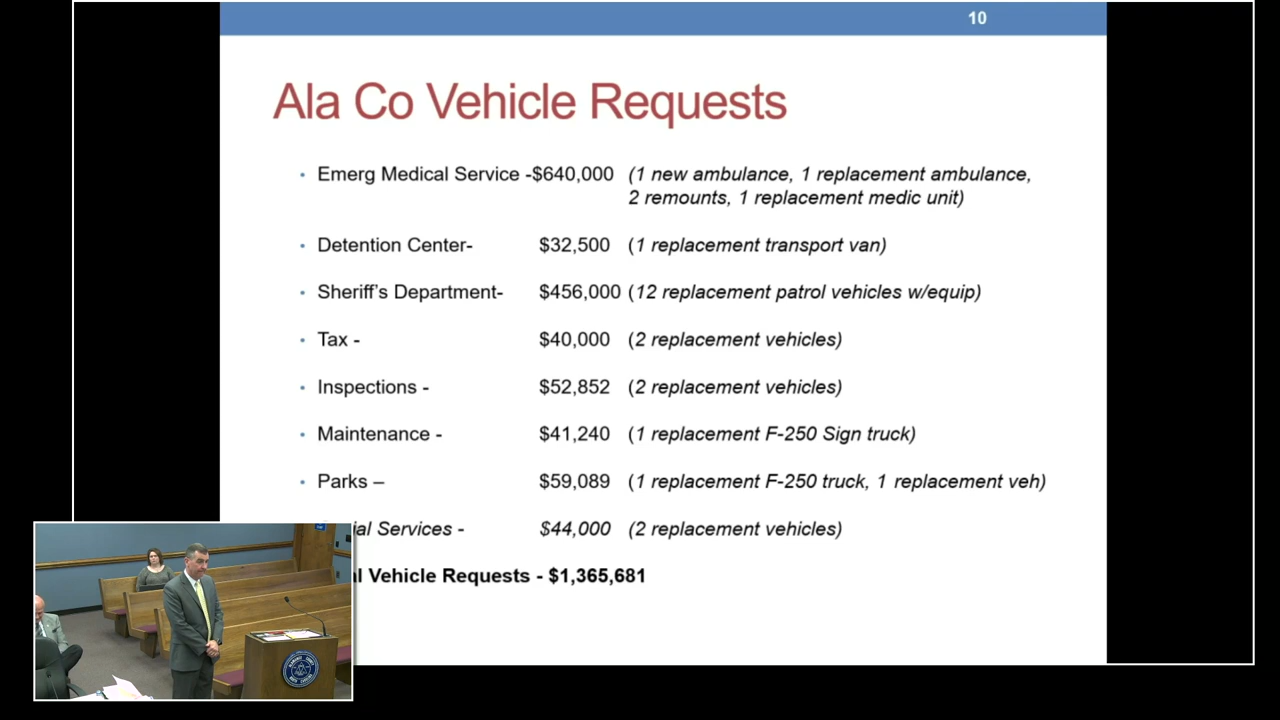 10
Ala Co Vehicle Requests
• Emerg Medical Service -$640,000 (1 new ambulance, 1 replacement ambulance,
2 remounts, 1 replacement medic unit)
• Detention Center- $32,500 (1 replacement transport van)
• Sheriff's Department- $456,000 (12 replacement patrol vehicles w/equip)
• Tax - $40,000 (2 replacement vehicles)
• Inspections - $52,852 (2 replacement vehicles)
• Maintenance - $41,240 (1 replacement F-250 Sign truck)
• Parks – $59,089 (1 replacement F-250 truck, 1 replacement veh)
ial Services - $44,000 (2 replacement vehicles)
l Vehicle Requests - $1,365,681